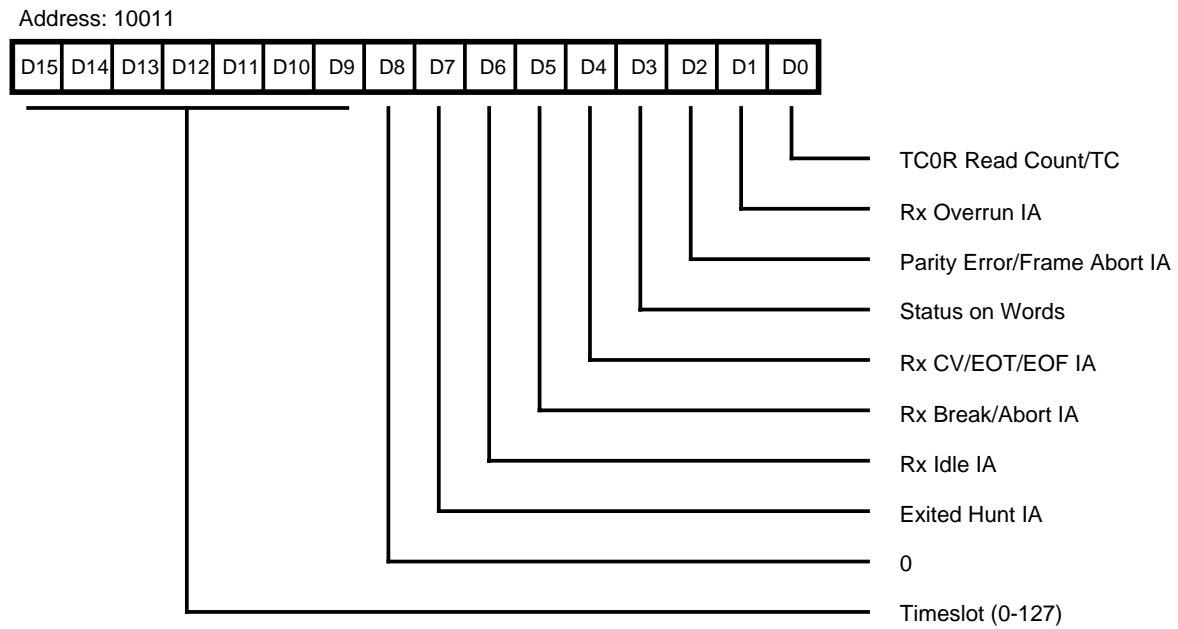 Address: 10011
D15 D14 D13 D12 D11 D10 D9 D8 D7 D6 D5 D4 D3 D2 D1 D0
TC0R Read Count/TC
Rx Overrun IA
Parity Error/Frame Abort IA
Status on Words
Rx CV/EOT/EOF IA
Rx Break/Abort IA
Rx Idle IA
Exited Hunt IA
0
Timeslot (0-127)